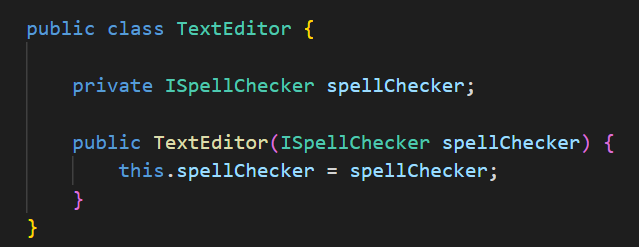 public class TextEditor {
private ISpellChecker spellChecker;
public TextEditor(ISpellChecker spellChecker) {
this.spellChecker = spellChecker;
}
}